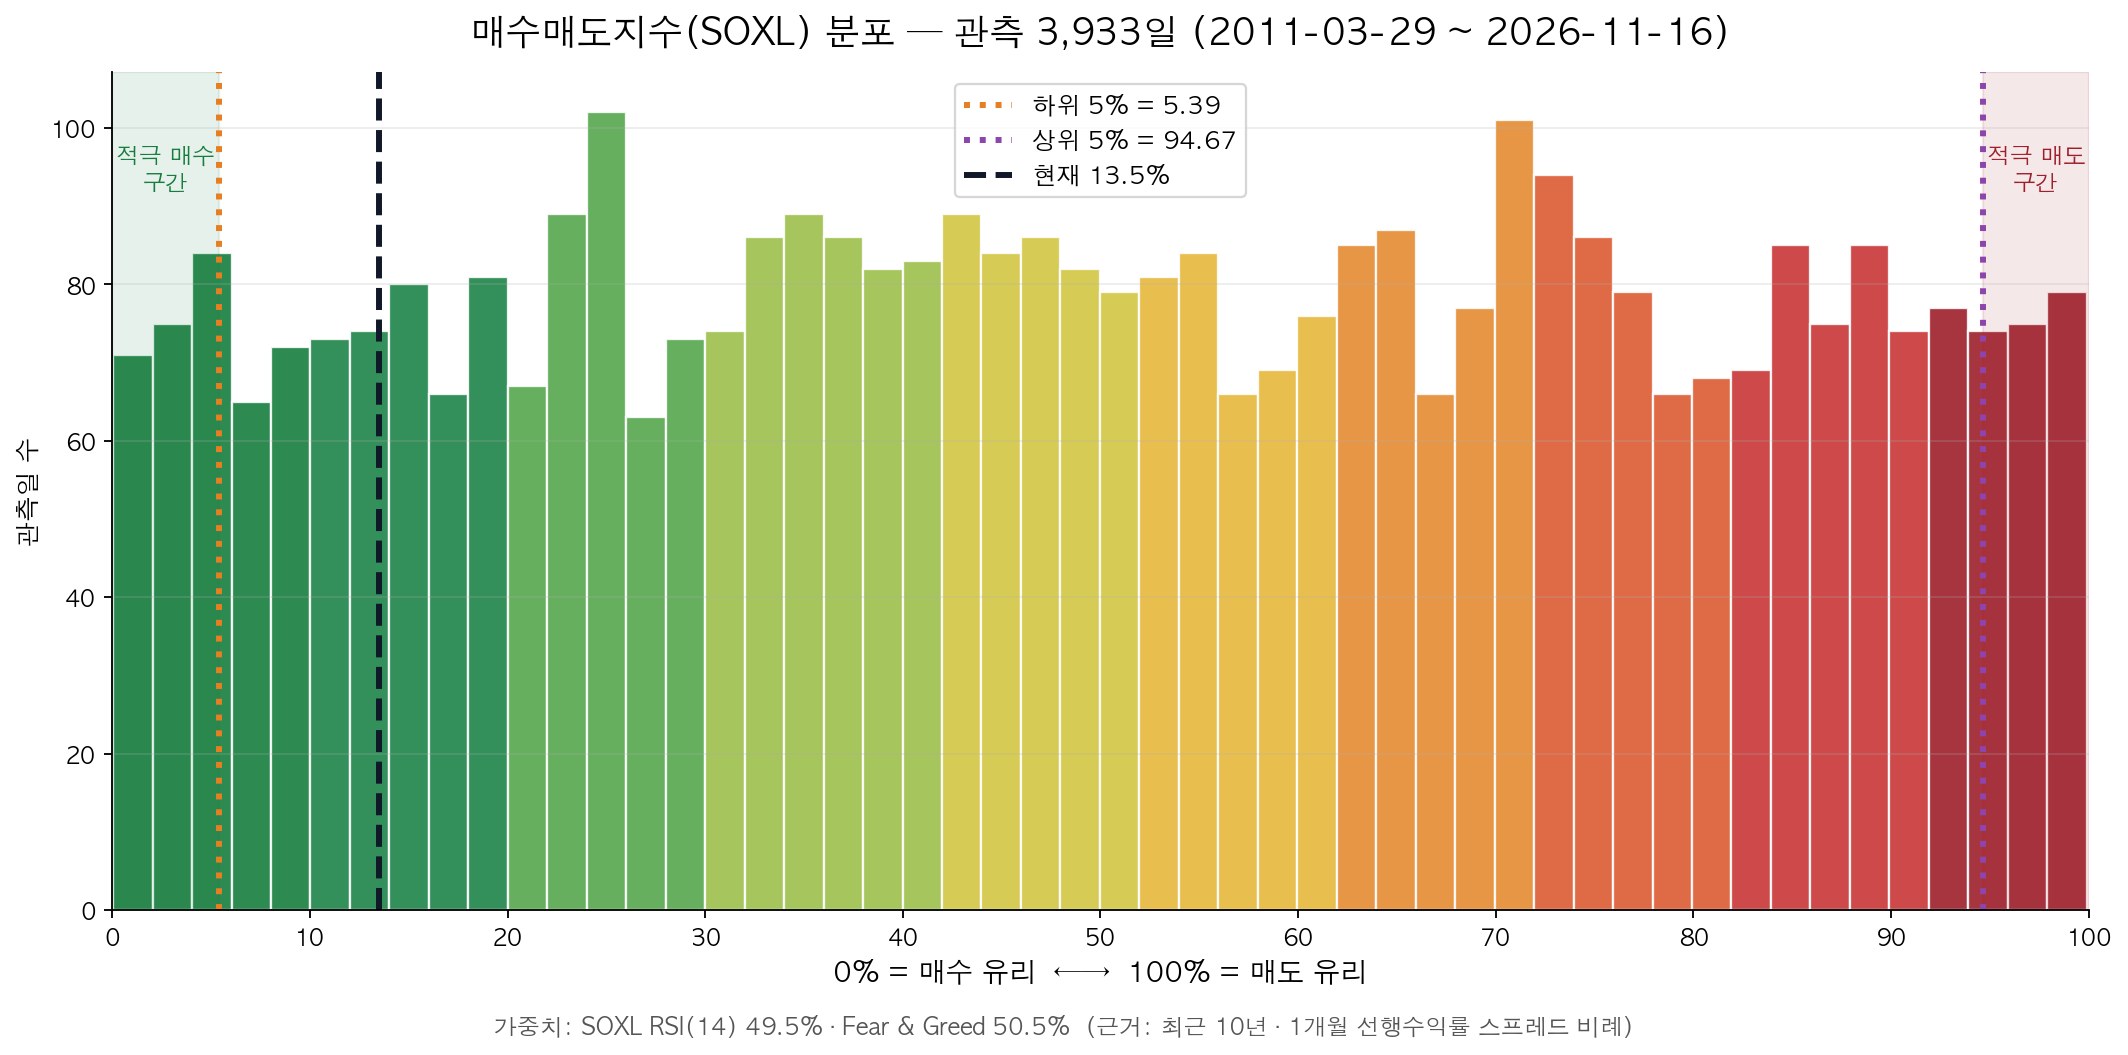 매수매도지수(SOXL) 분포 — 관측 3,933일 (2011-03-29 ~ 2026-11-16)
하위 5% = 5.39
상위 5% = 94.67
현재 13.5%
적극 매수
구간
적극 매도
구간
관측일 수
100
80
60
40
20
0
0 10 20 30 40 50 60 70 80 90 100
0% = 매수 유리 ⟷ 100% = 매도 유리
가중치: SOXL RSI(14) 49.5% · Fear & Greed 50.5% (근거: 최근 10년 · 1개월 선행수익률 스프레드 비례)